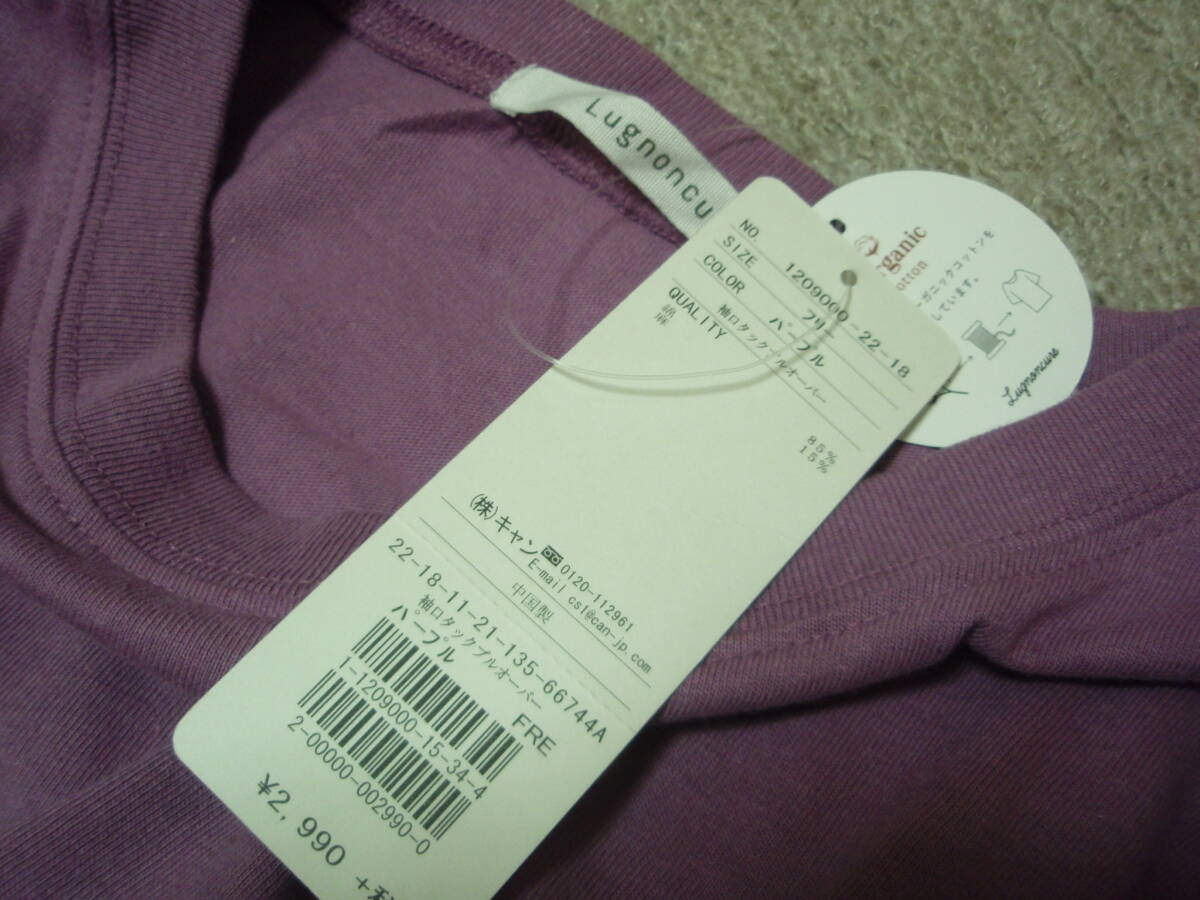 Lugnoncu
NO. 1209000-22-18
SIZE フリー
COLOR パープル
袖口タックプルオーバー
QUALITY
綿 85%
麻 15%
(株)キャン 0120-112961
E-mail csl@can-jp.com
中国製
22-18-11-21-135-66744A
袖口タックプルオーバー
パープル FRE
1-1209000-15-34-4
2-00000-002990-0
¥2,990 +税
rganic
otton
ーガニックコットンを
しています。
Lugnoncure